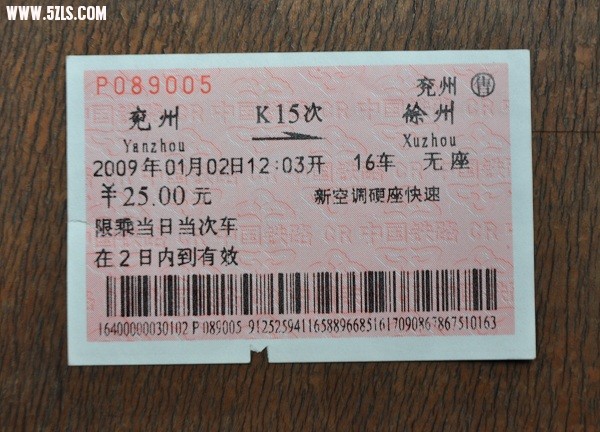 WWW.5ZLS.COM
P089005
兖州 售
兖州 K15次 徐州
Yanzhou Xuzhou
2009年01月02日12:03开 16车 无座
￥25.00元 新空调硬座快速
限乘当日当次车
在2日内到有效
16400000030102 P 089005 91252594116588966851617090867867510163